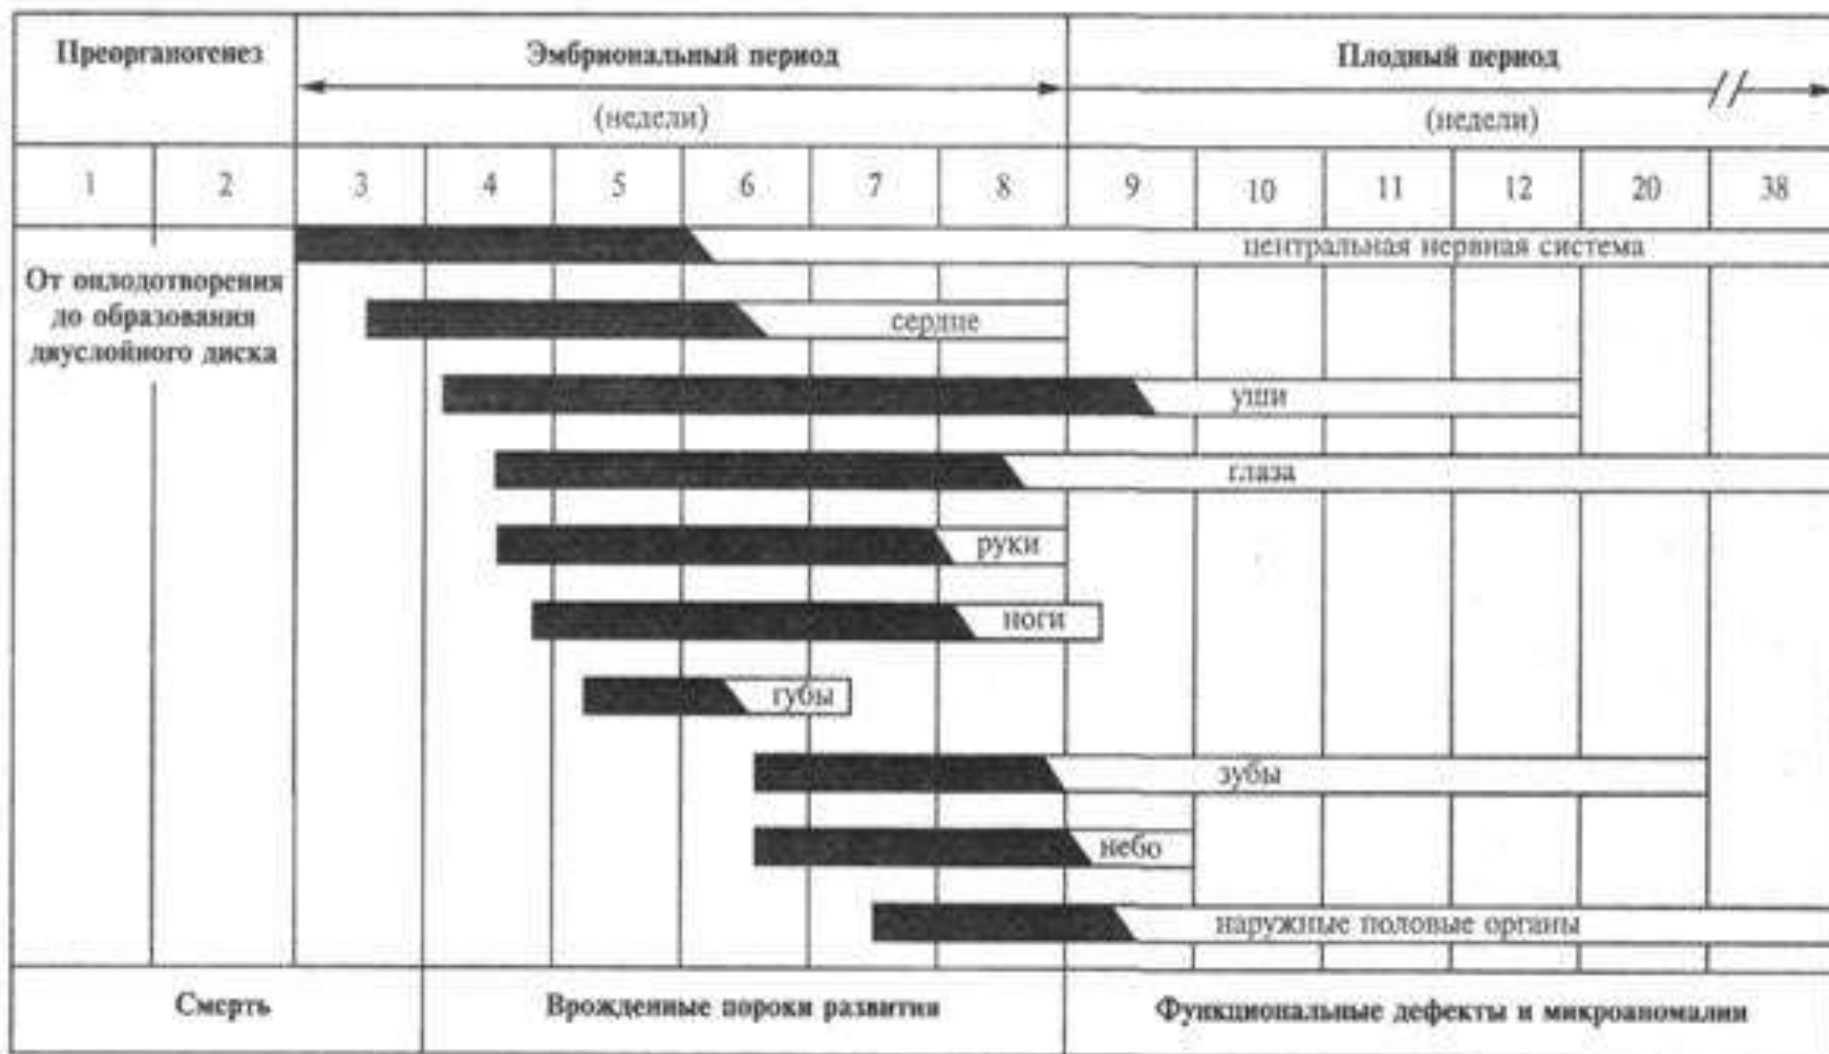 Преорганогенез
Эмбриональный период
Плодный период
(недели)
(недели)
1 2 3 4 5 6 7 8 9 10 11 12 20 38
От оплодотворения
до образования
двуслойного диска
центральная нервная система
сердце
уши
глаза
руки
ноги
губы
зубы
небо
наружные половые органы
Смерть
Врожденные пороки развития
Функциональные дефекты и микроаномалии